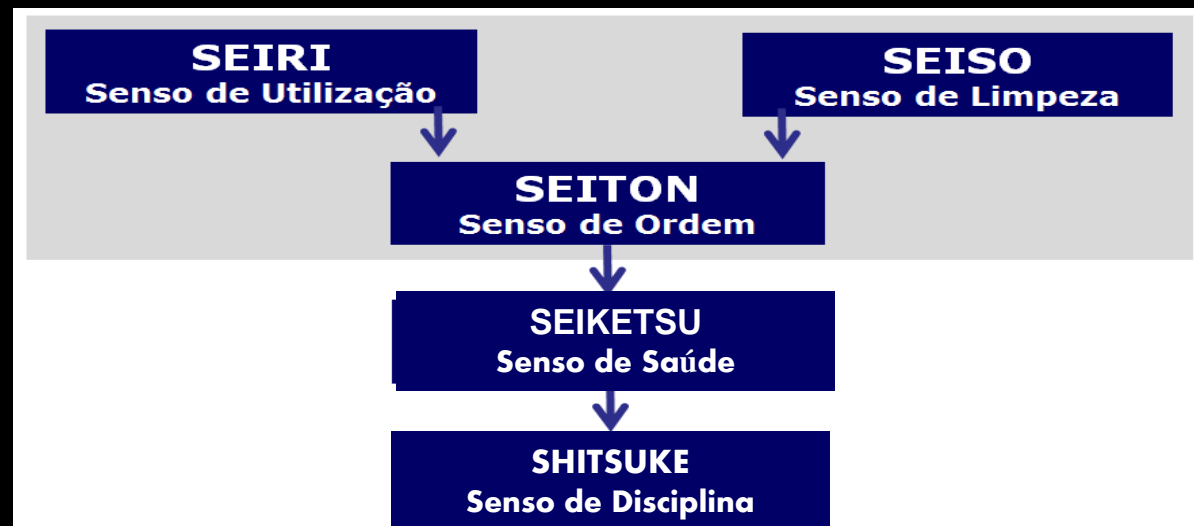 SEIRI
Senso de Utilização
SEISO
Senso de Limpeza
SEITON
Senso de Ordem
SEIKETSU
Senso de Saúde
SHITSUKE
Senso de Disciplina